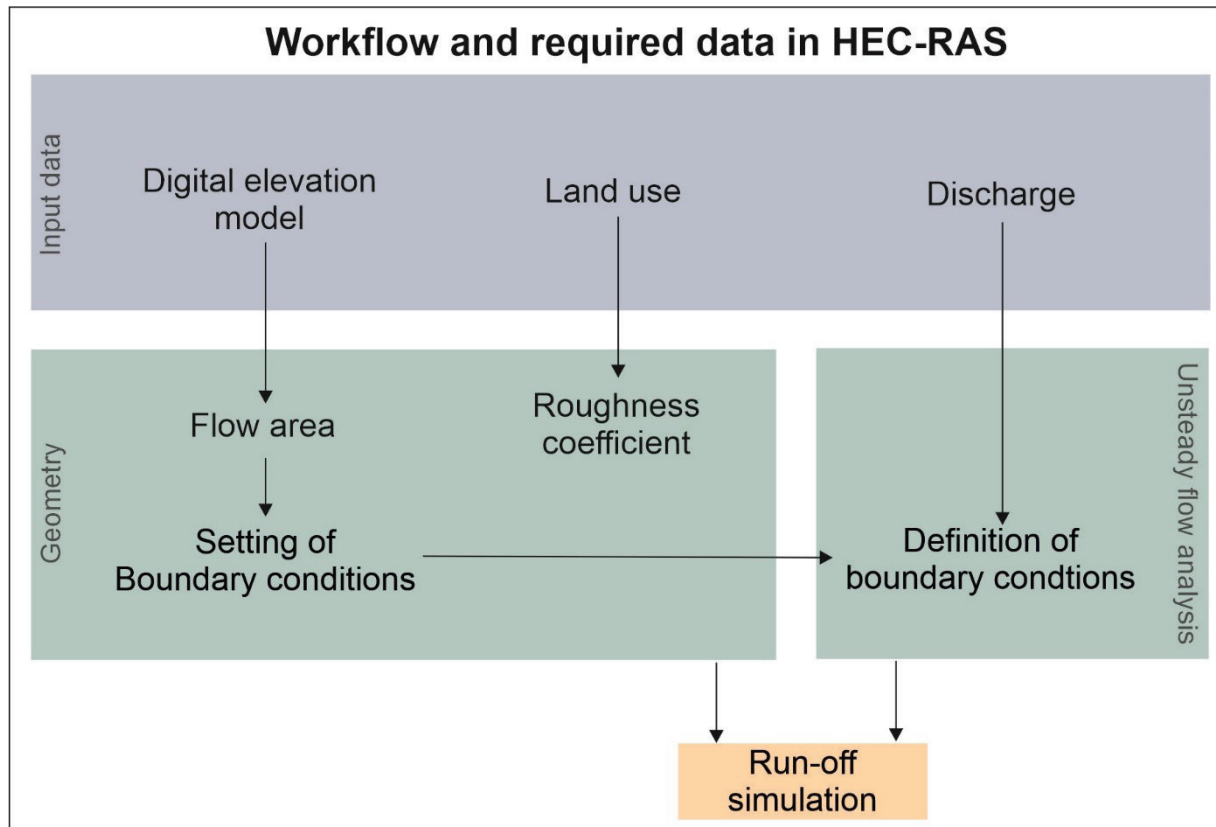 Workflow and required data in HEC-RAS
Input data
Digital elevation
model
Land use
Discharge
Geometry
Flow area
Roughness
coefficient
Setting of
Boundary conditions
Unsteady flow analysis
Definition of
boundary condtions
Run-off
simulation